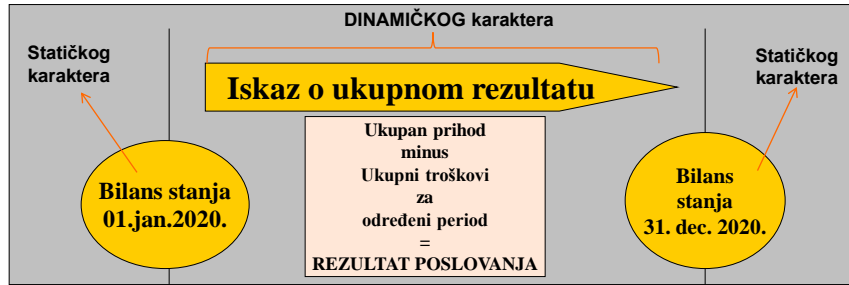 DINAMIČKOG karaktera
Statičkog
karaktera
Statičkog
karaktera
Iskaz o ukupnom rezultatu
Ukupan prihod
minus
Ukupni troškovi
za
određeni period
=
REZULTAT POSLOVANJA
Bilans stanja
01.jan.2020.
Bilans
stanja
31. dec. 2020.